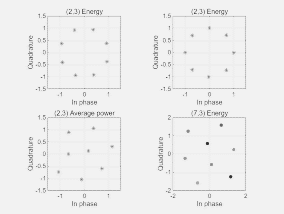 (2,3) Energy
1.5
1
0.5
0
-0.5
-1
-1.5
Quadrature
-1 0 1
In phase
(2,3) Energy
1.5
1
0.5
0
-0.5
-1
-1.5
Quadrature
-1 0 1
In phase
(2,3) Average power
1.5
1
0.5
0
-0.5
-1
-1.5
Quadrature
-1 0 1
In phase
(7,3) Energy
2
1
0
-1
-2
Quadrature
-2 0 2
In phase